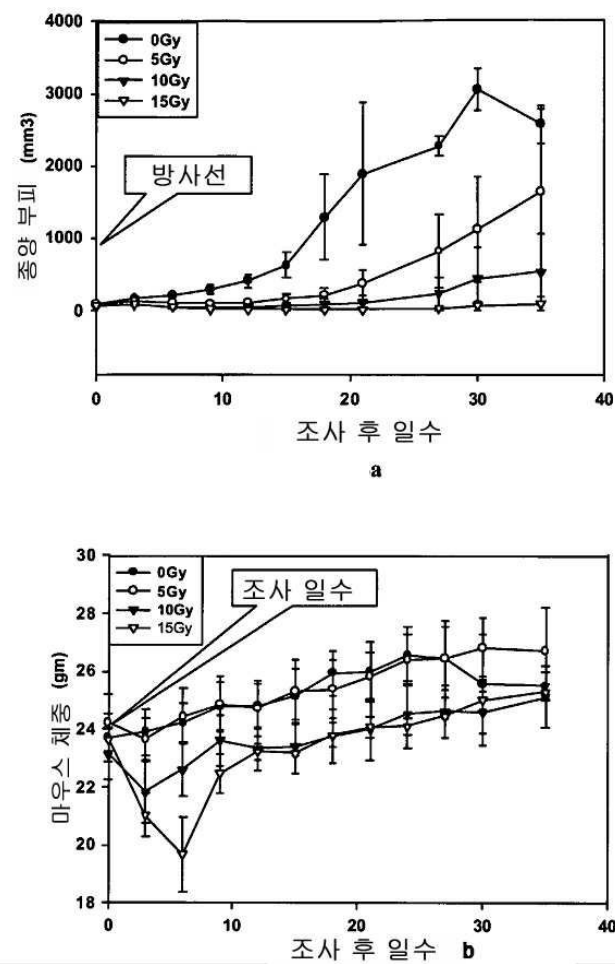 4000
3000
2000
1000
0
종양 부피 (mm3)
0Gy
5Gy
10Gy
15Gy
방사선
0 10 20 30 40
조사 후 일수
a
30
28
26
24
22
20
18
마우스 체중 (gm)
0Gy
5Gy
10Gy
15Gy
조사 일수
0 10 20 30 40
조사 후 일수 b